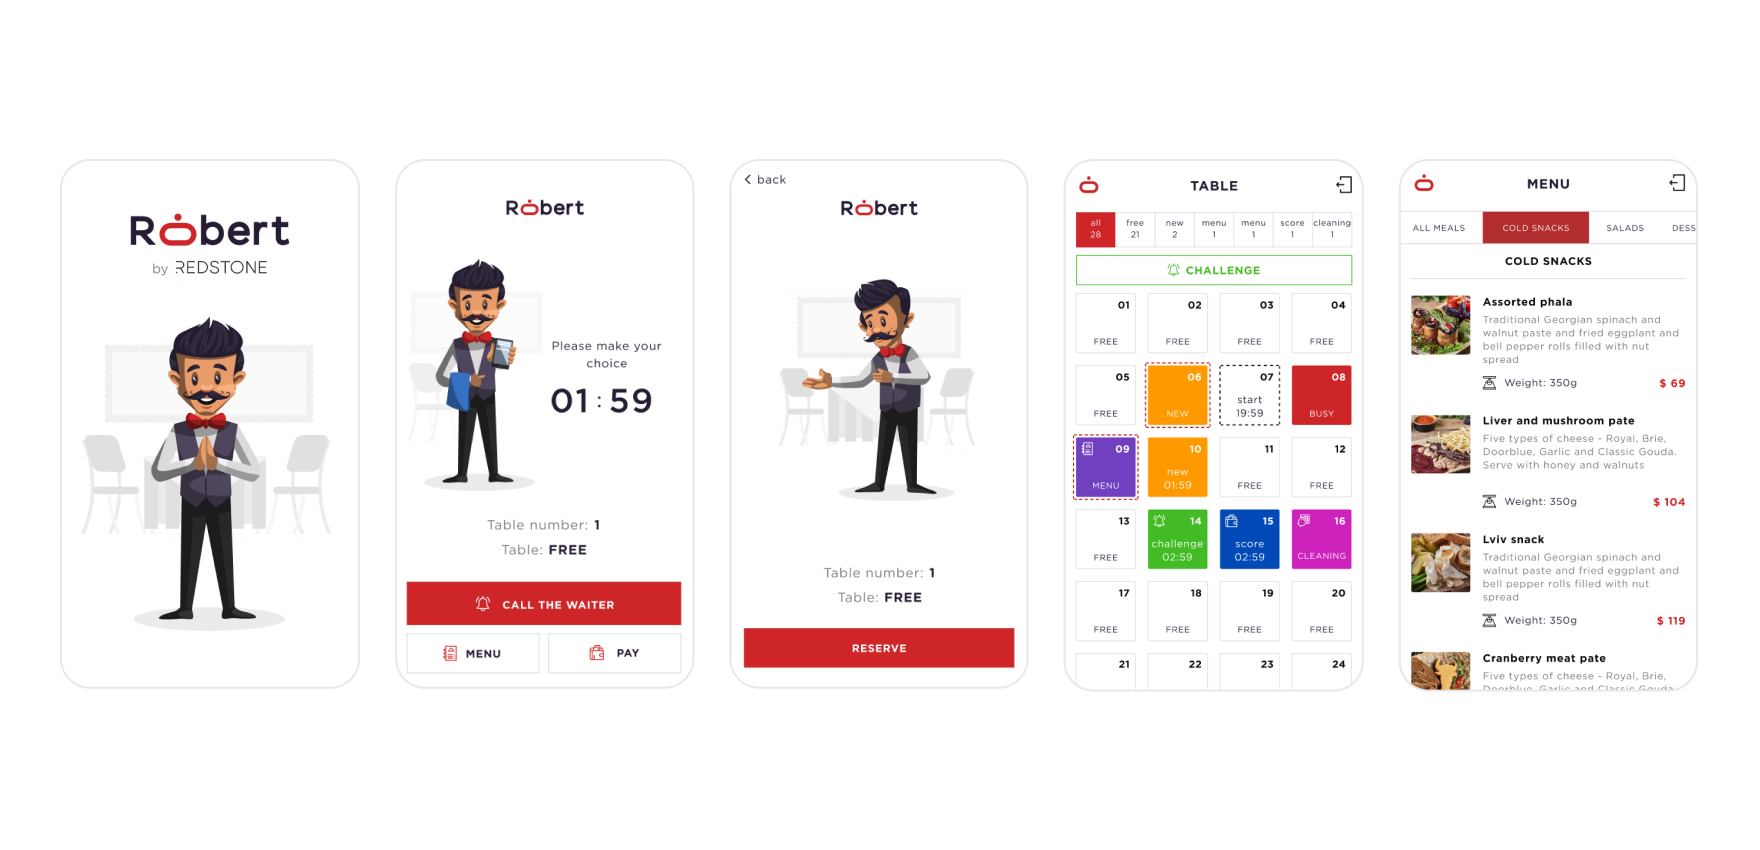 Robert
by REDSTONE
Robert
Please make your
choice
01 : 59
Table number: 1
Table: FREE
CALL THE WAITER
MENU
PAY
< back
Robert
Table number: 1
Table: FREE
RESERVE
TABLE
all free new menu menu score cleaning
28 21 2 1 1 1 1
CHALLENGE
01 02 03 04
FREE FREE FREE FREE
05 06 07 08
start
FREE NEW 19:59 BUSY
09 10 11 12
new
MENU 01:59 FREE FREE
13 14 15 16
challenge score
FREE 02:59 02:59 CLEANING
17 18 19 20
FREE FREE FREE FREE
21 22 23 24
MENU
ALL MEALS COLD SNACKS SALADS DESS
COLD SNACKS
Assorted phala
Traditional Georgian spinach and
walnut paste and fried eggplant and
bell pepper rolls filled with nut
spread
Weight: 350g $ 69
Liver and mushroom pate
Five types of cheese - Royal, Brie,
Doorblue, Garlic and Classic Gouda.
Serve with honey and walnuts
Weight: 350g $ 104
Lviv snack
Traditional Georgian spinach and
walnut paste and fried eggplant and
bell pepper rolls filled with nut
spread
Weight: 350g $ 119
Cranberry meat pate
Five types of cheese - Royal, Brie,
Doorblue, Garlic and Classic Gouda